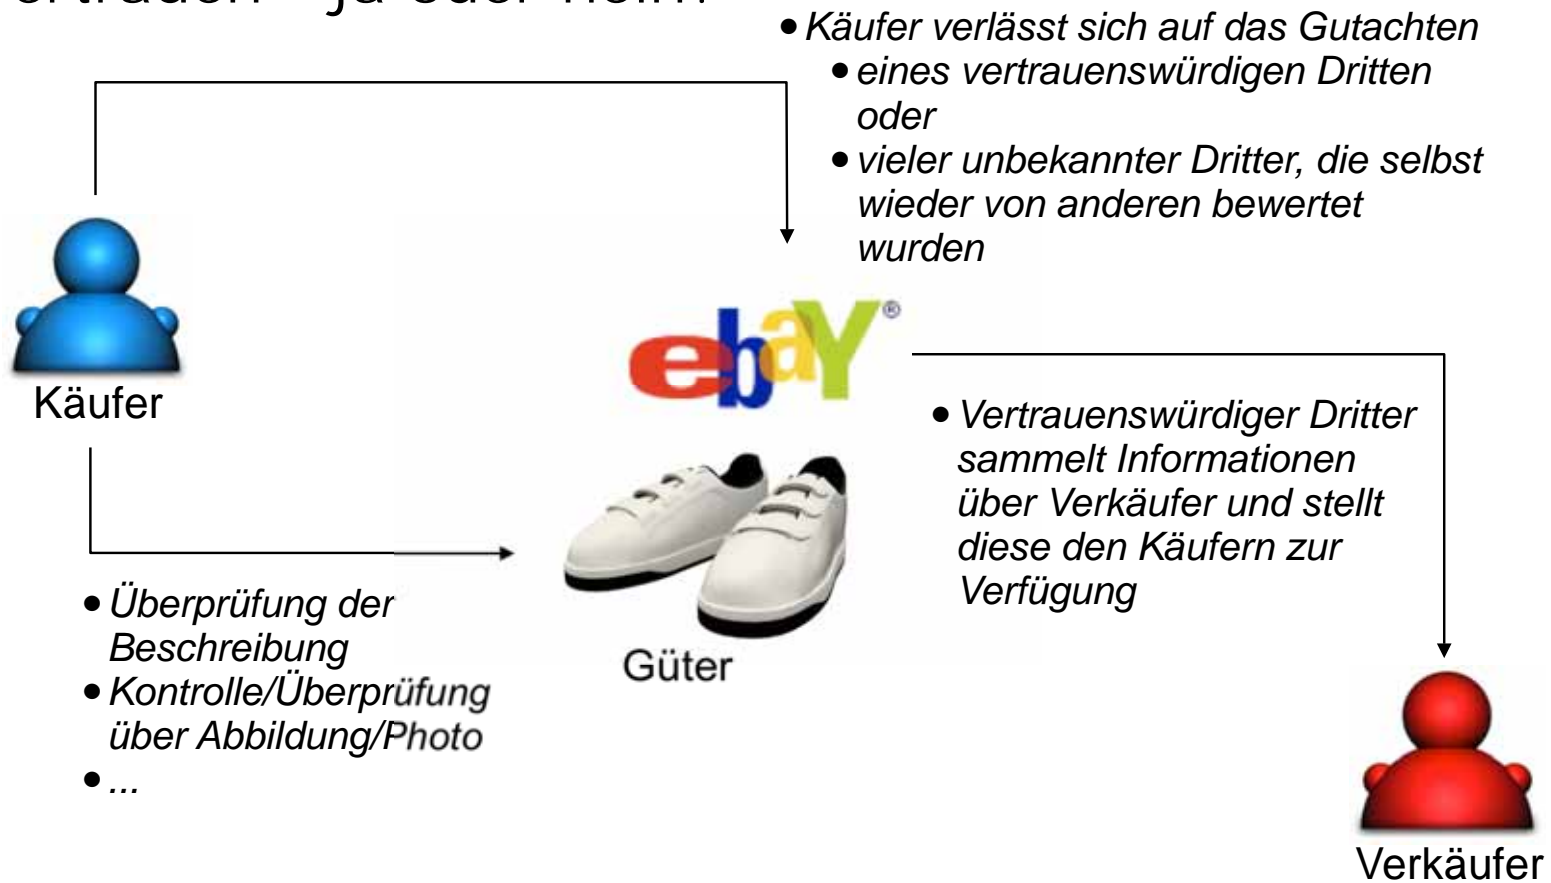 • Käufer verlässt sich auf das Gutachten
• eines vertrauenswürdigen Dritten
oder
• vieler unbekannter Dritter, die selbst
wieder von anderen bewertet
wurden
Käufer
ebaY®
• Vertrauenswürdiger Dritter
sammelt Informationen
über Verkäufer und stellt
diese den Käufern zur
Verfügung
• Überprüfung der
Beschreibung
• Kontrolle/Überprüfung
über Abbildung/Photo
• ...
Güter
Verkäufer